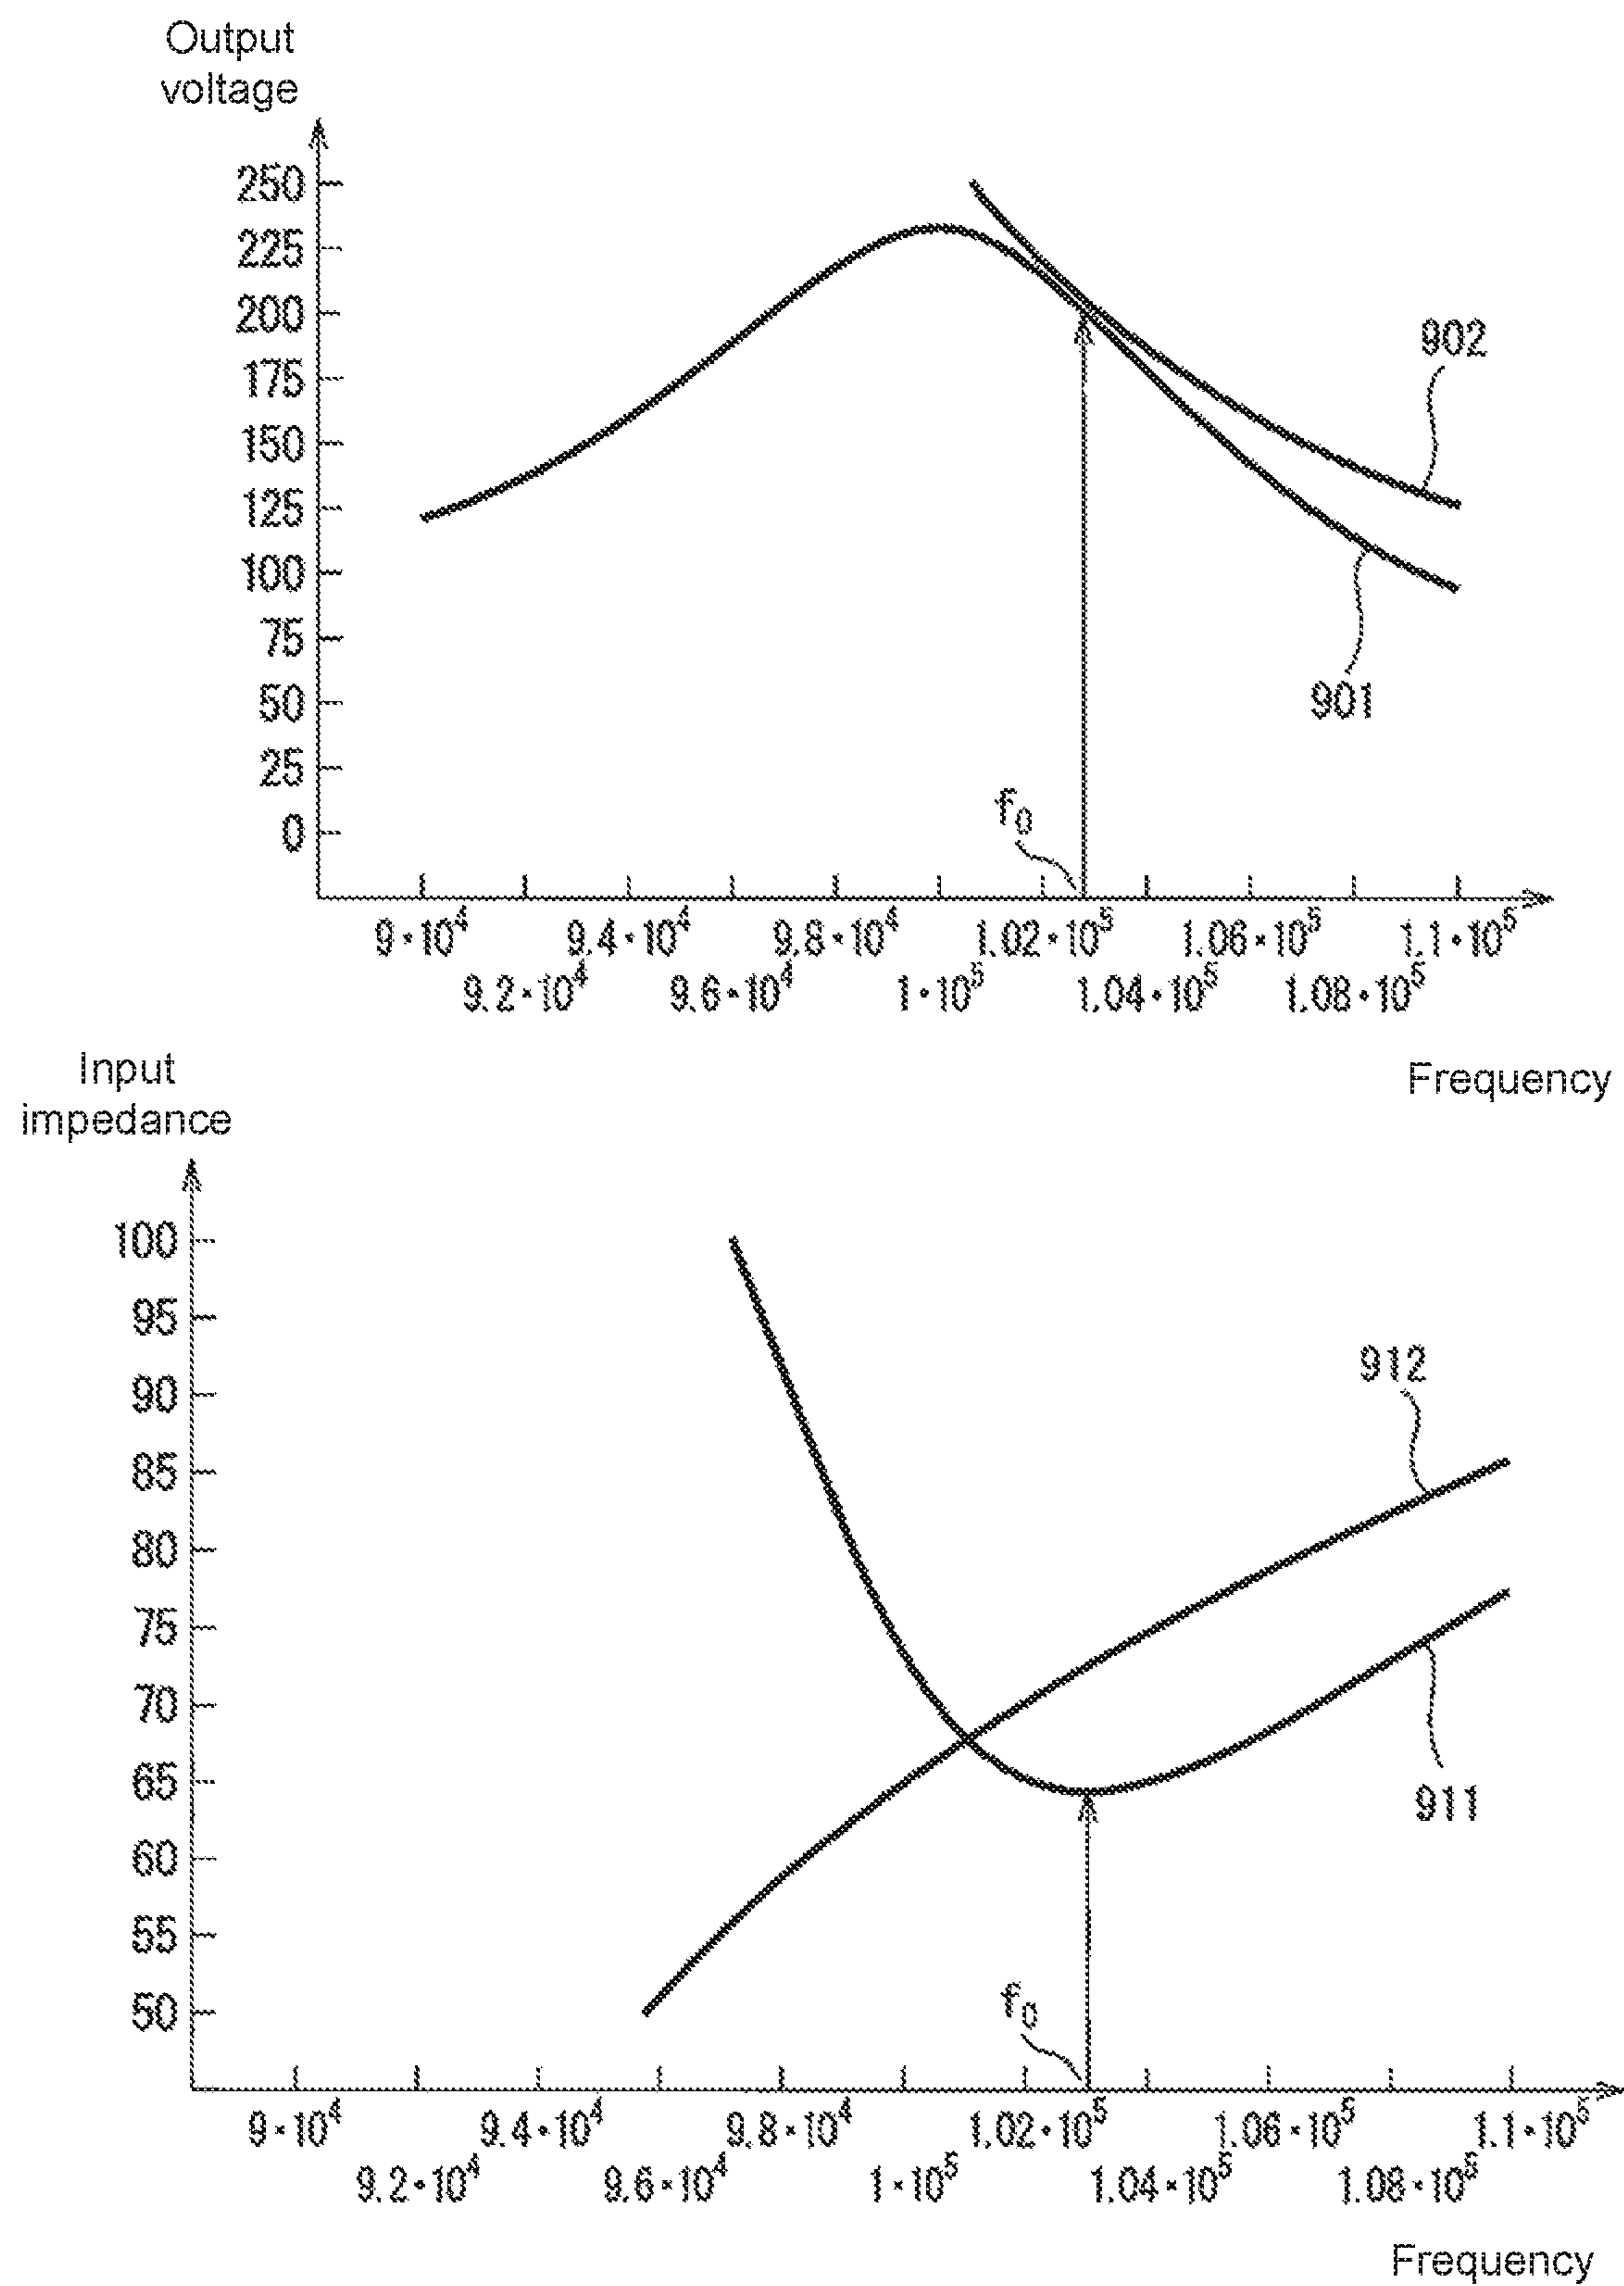 Output
voltage
250
225
200
175
150
125
100
75
50
25
0
902
901
f₀
9·10⁴ 9.4·10⁴ 9.8·10⁴ 1.02·10⁵ 1.06·10⁵ 1.1·10⁵
9.2·10⁴ 9.6·10⁴ 1·10⁵ 1.04·10⁵ 1.08·10⁵
Frequency
Input
impedance
100
95
90
85
80
75
70
65
60
55
50
912
911
f₀
9·10⁴ 9.4·10⁴ 9.8·10⁴ 1.02·10⁵ 1.06·10⁵ 1.1·10⁵
9.2·10⁴ 9.6·10⁴ 1·10⁵ 1.04·10⁵ 1.08·10⁵
Frequency